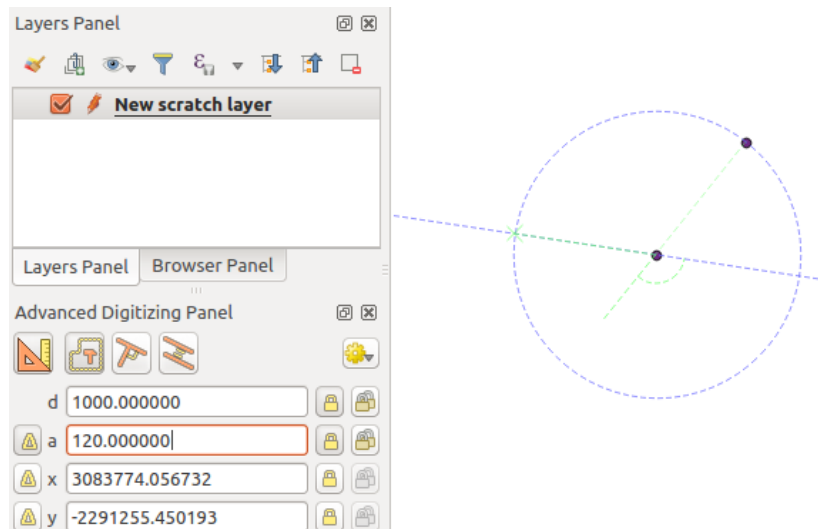 Layers Panel
New scratch layer
Layers Panel Browser Panel
Advanced Digitizing Panel
d 1000.000000
a 120.000000
x 3083774.056732
y -2291255.450193